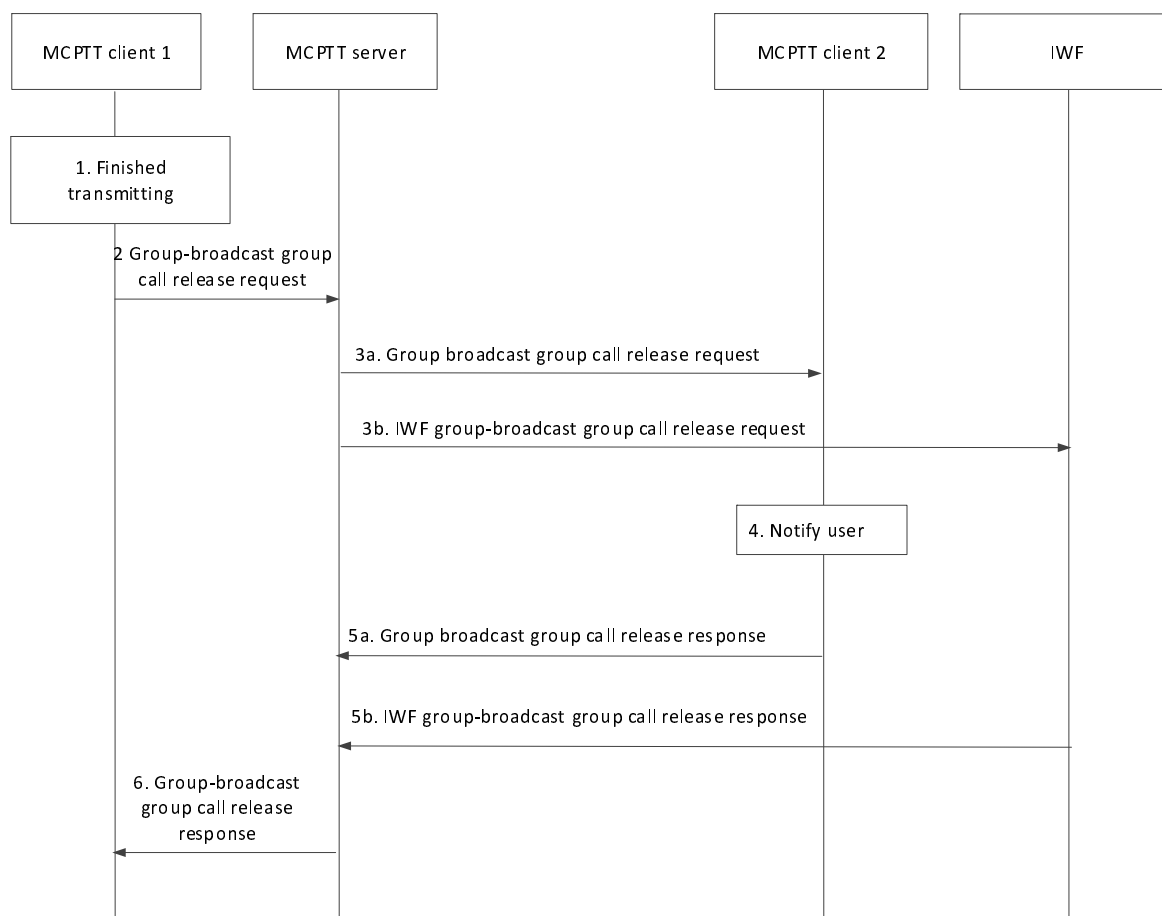 MCPTT client 1
MCPTT server
MCPTT client 2
IWF
1. Finished
transmitting
2 Group-broadcast group
call release request
3a. Group broadcast group call release request
3b. IWF group-broadcast group call release request
4. Notify user
5a. Group broadcast group call release response
5b. IWF group-broadcast group call release response
6. Group-broadcast
group call release
response